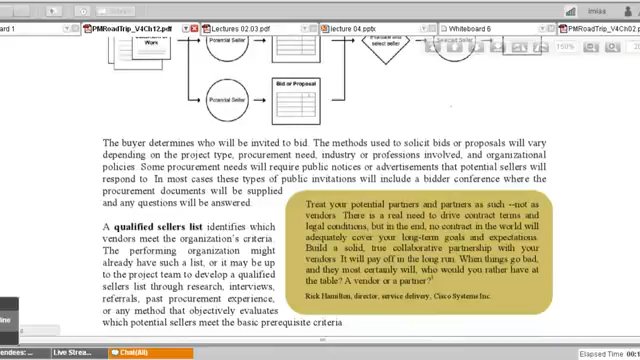 imlaa
ard 1
PMRoadTrip_V4Ch12.pdf
Lectures 02.03.pdf
lecture 04.pptx
Whiteboard 6
PMRoadTrip_V4Ch02.
Work
Potential Seller
select seller
150%
Bid or Proposal
Potential Seller
The buyer determines who will be invited to bid. The methods used to solicit bids or proposals will vary
depending on the project type, procurement need, industry or professions involved, and organizational
policies. Some procurement needs will require public notices or advertisements that potential sellers will
respond to. In most cases these types of public invitations will include a bidder conference where the
procurement documents will be supplied
and any questions will be answered.
A qualified sellers list identifies which
vendors meet the organization's criteria.
The performing organization might
already have such a list, or it may be up
to the project team to develop a qualified
sellers list through research, interviews,
referrals, past procurement experience,
or any method that objectively evaluates
which potential sellers meet the basic prerequisite criteria
Treat your potential partners and partners as such --not as
vendors. There is a real need to drive contract terms and
legal conditions, but in the end, no contract in the world will
adequately cover your long-term goals and expectations.
Build a solid, true collaborative partnership with your
vendors. It will pay off in the long run. When things go bad,
and they most certainly will, who would you rather have at
the table? A vendor or a partner?
Rick Hamilton, director, service delivery, Cisco Systems Inc.
line
ed
Live Strea...
Chat(All)